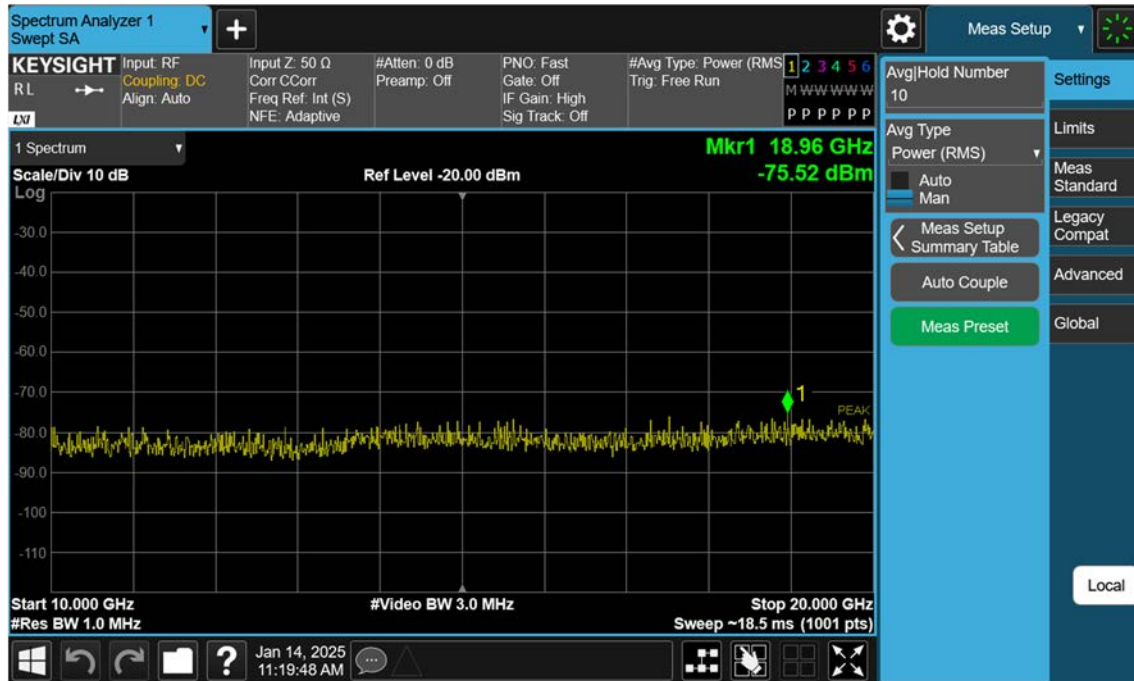 Spectrum Analyzer 1
Swept SA
Meas Setup
KEYSIGHT
R L
LXI
Input: RF
Coupling: DC
Align: Auto
Input Z: 50 Ω
Corr CCorr
Freq Ref: Int (S)
NFE: Adaptive
#Atten: 0 dB
Preamp: Off
PNO: Fast
Gate: Off
IF Gain: High
Sig Track: Off
#Avg Type: Power (RMS
Trig: Free Run
1 2 3 4 5 6
M W W W W W
P P P P P P
1 Spectrum
Scale/Div 10 dB
Log
Ref Level -20.00 dBm
Mkr1 18.96 GHz
-75.52 dBm
-30.0
-40.0
-50.0
-60.0
-70.0
-80.0
-90.0
-100
-110
1
PEAK
Start 10.000 GHz
#Res BW 1.0 MHz
#Video BW 3.0 MHz
Stop 20.000 GHz
Sweep ~18.5 ms (1001 pts)
Avg|Hold Number
10
Avg Type
Power (RMS)
Auto
Man
Meas Setup
Summary Table
Auto Couple
Meas Preset
Settings
Limits
Meas
Standard
Legacy
Compat
Advanced
Global
Local
?
Jan 14, 2025
11:19:48 AM